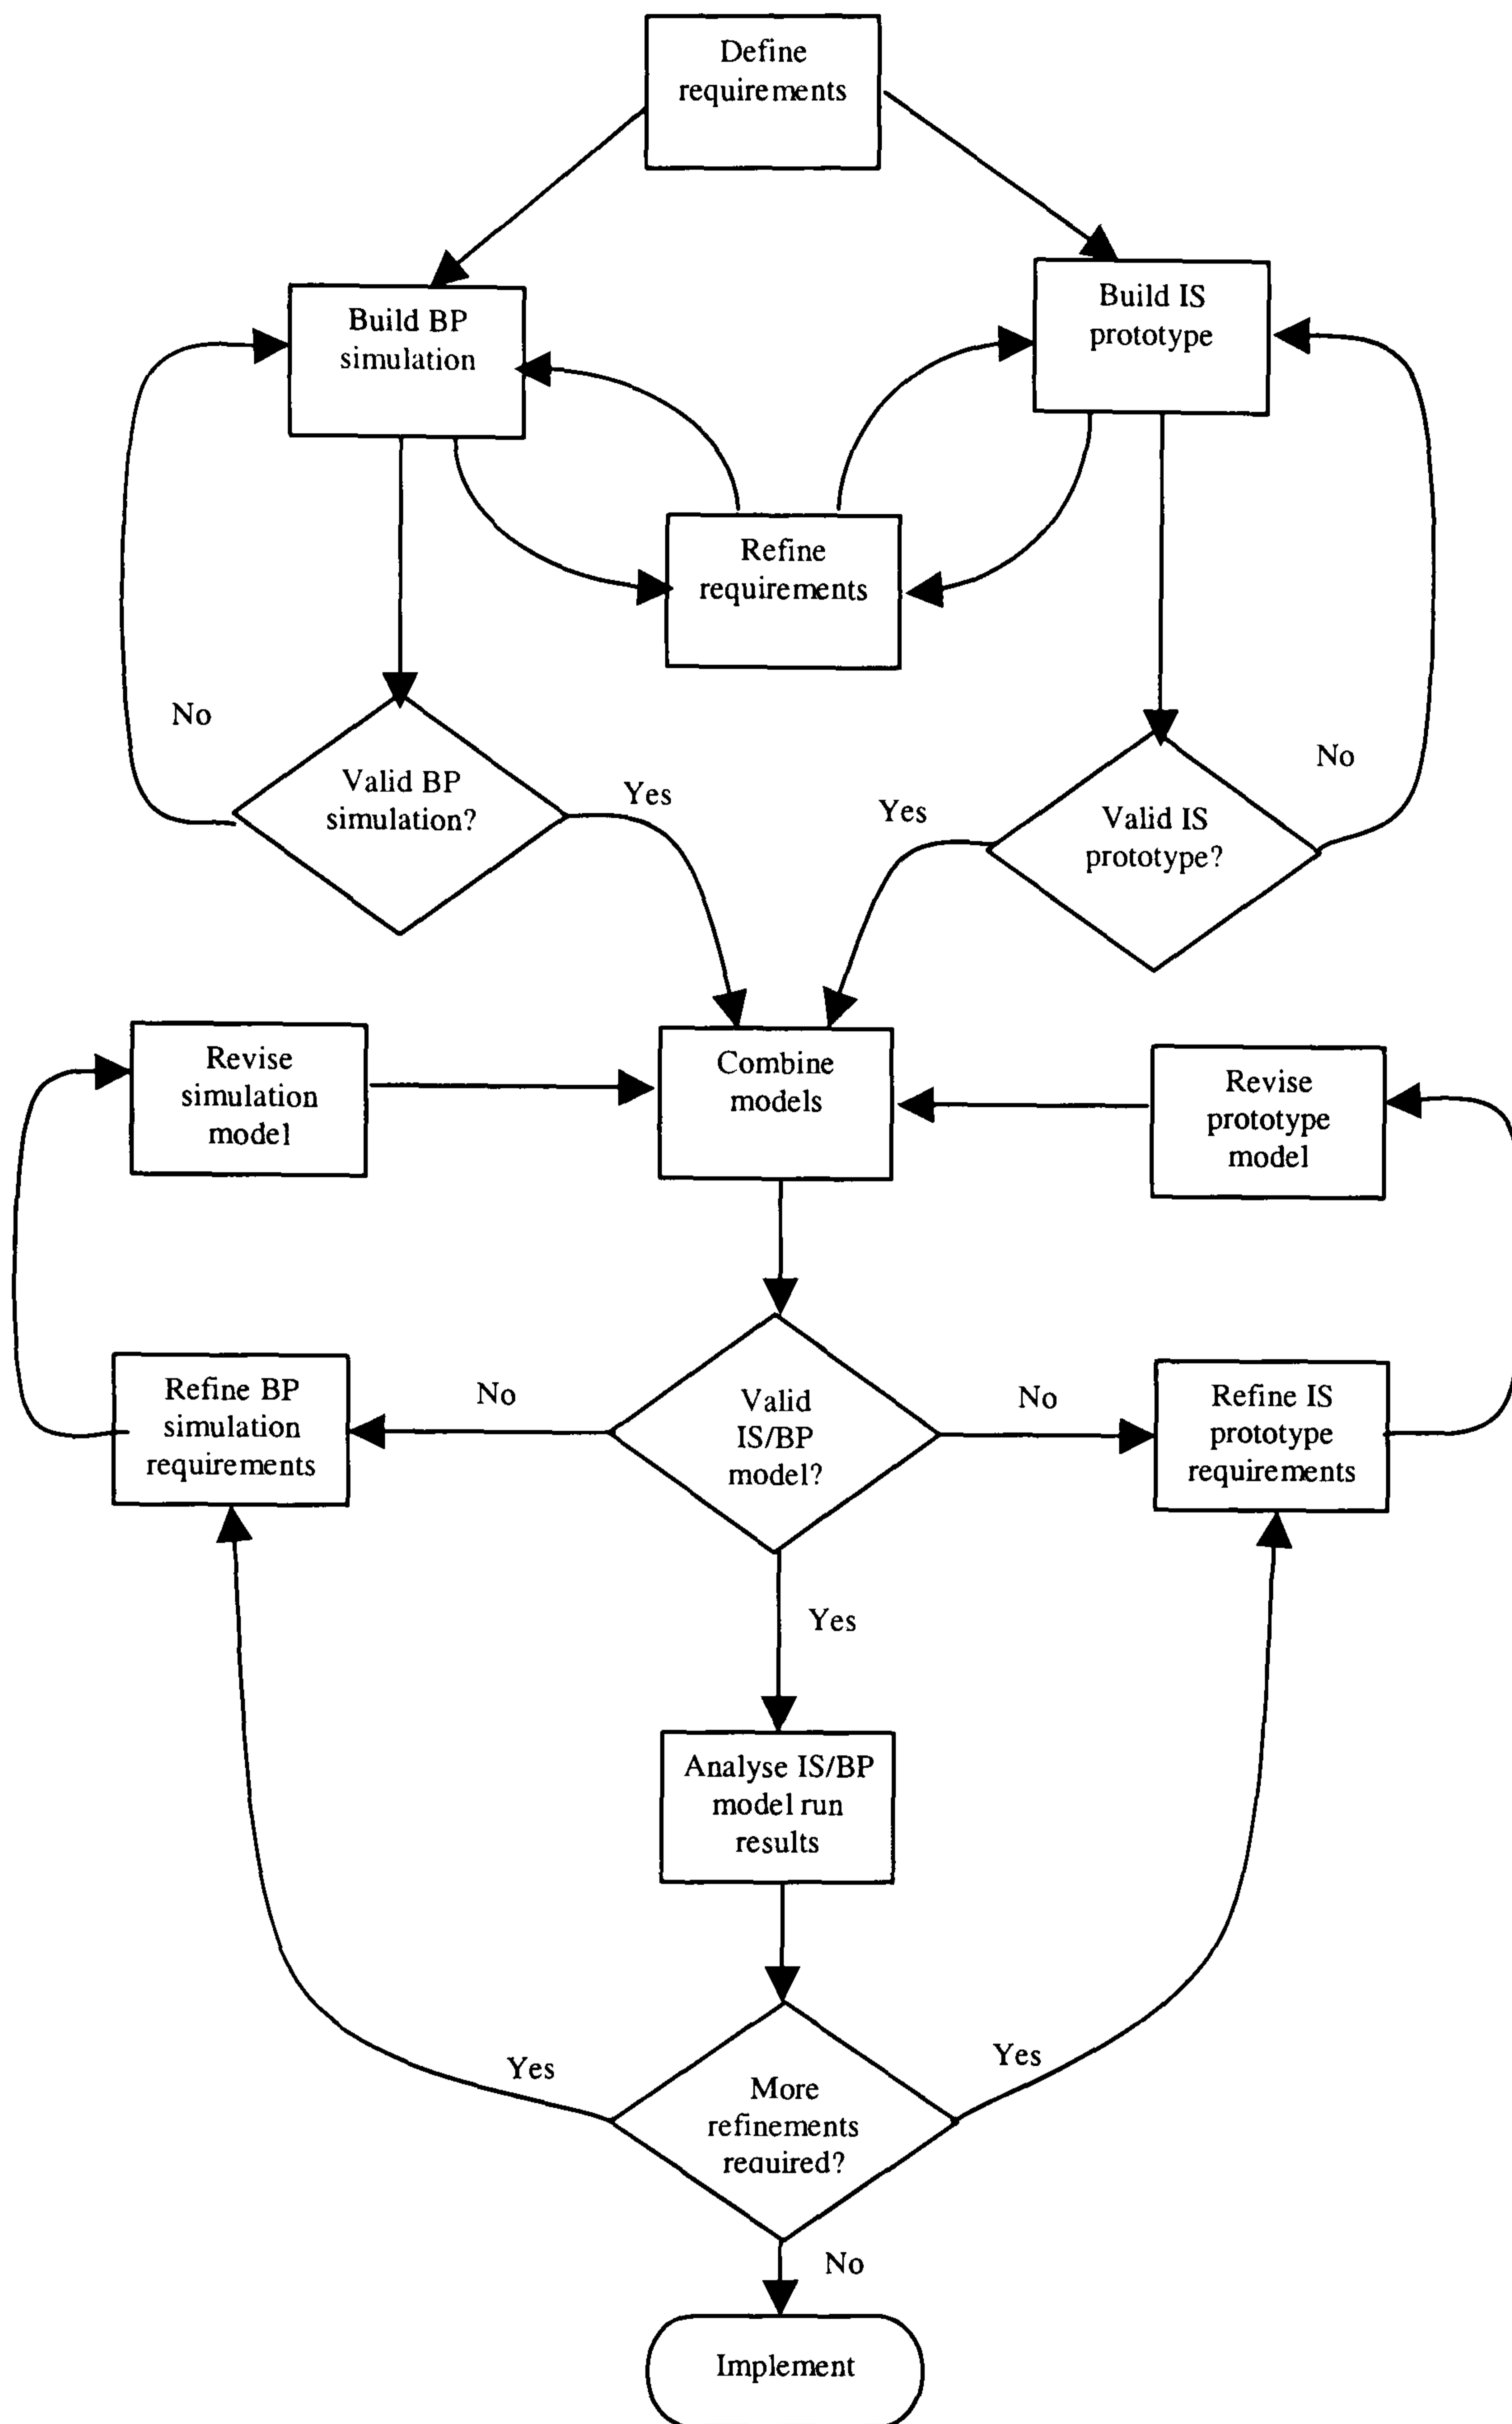 Define
requirements
Build BP
simulation
Build IS
prototype
Refine
requirements
No
Valid BP
simulation?
Yes
Yes
Valid IS
prototype?
No
Revise
simulation
model
Combine
models
Revise
prototype
model
Refine BP
simulation
requirements
No
Valid
IS/BP
model?
No
Refine IS
prototype
requirements
Yes
Analyse IS/BP
model run
results
Yes
More
refinements
required?
Yes
No
Implement